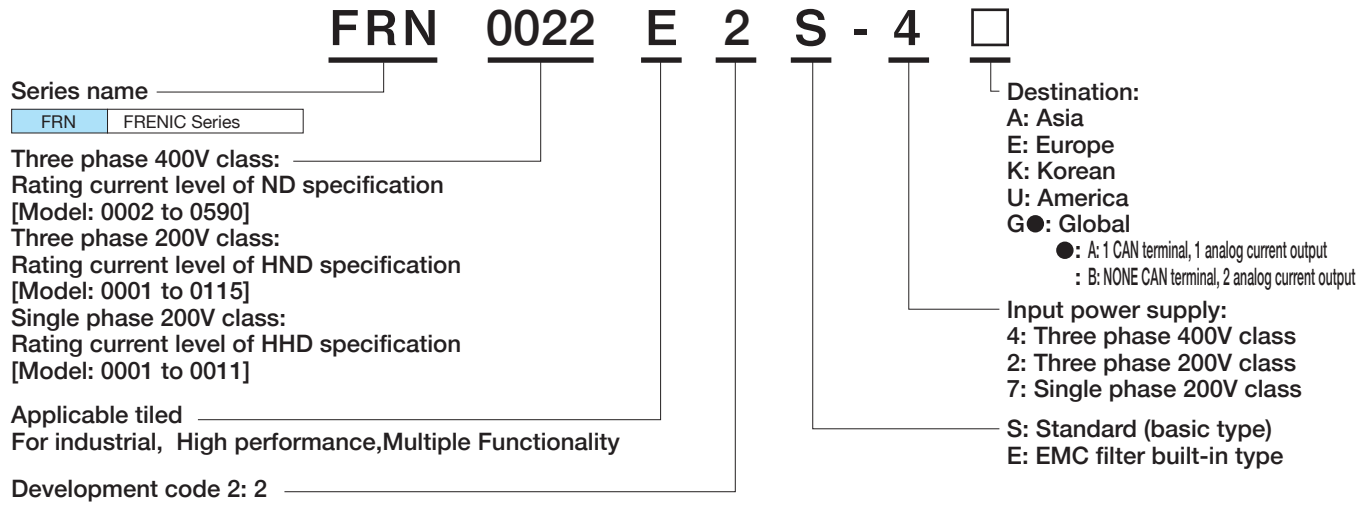 FRN 0022 E 2 S - 4 □
Series name
FRN FRENIC Series
Three phase 400V class:
Rating current level of ND specification
[Model: 0002 to 0590]
Three phase 200V class:
Rating current level of HND specification
[Model: 0001 to 0115]
Single phase 200V class:
Rating current level of HHD specification
[Model: 0001 to 0011]
Applicable tiled
For industrial, High performance,Multiple Functionality
Development code 2: 2
Destination:
A: Asia
E: Europe
K: Korean
U: America
G●: Global
●: A: 1 CAN terminal, 1 analog current output
: B: NONE CAN terminal, 2 analog current output
Input power supply:
4: Three phase 400V class
2: Three phase 200V class
7: Single phase 200V class
S: Standard (basic type)
E: EMC filter built-in type